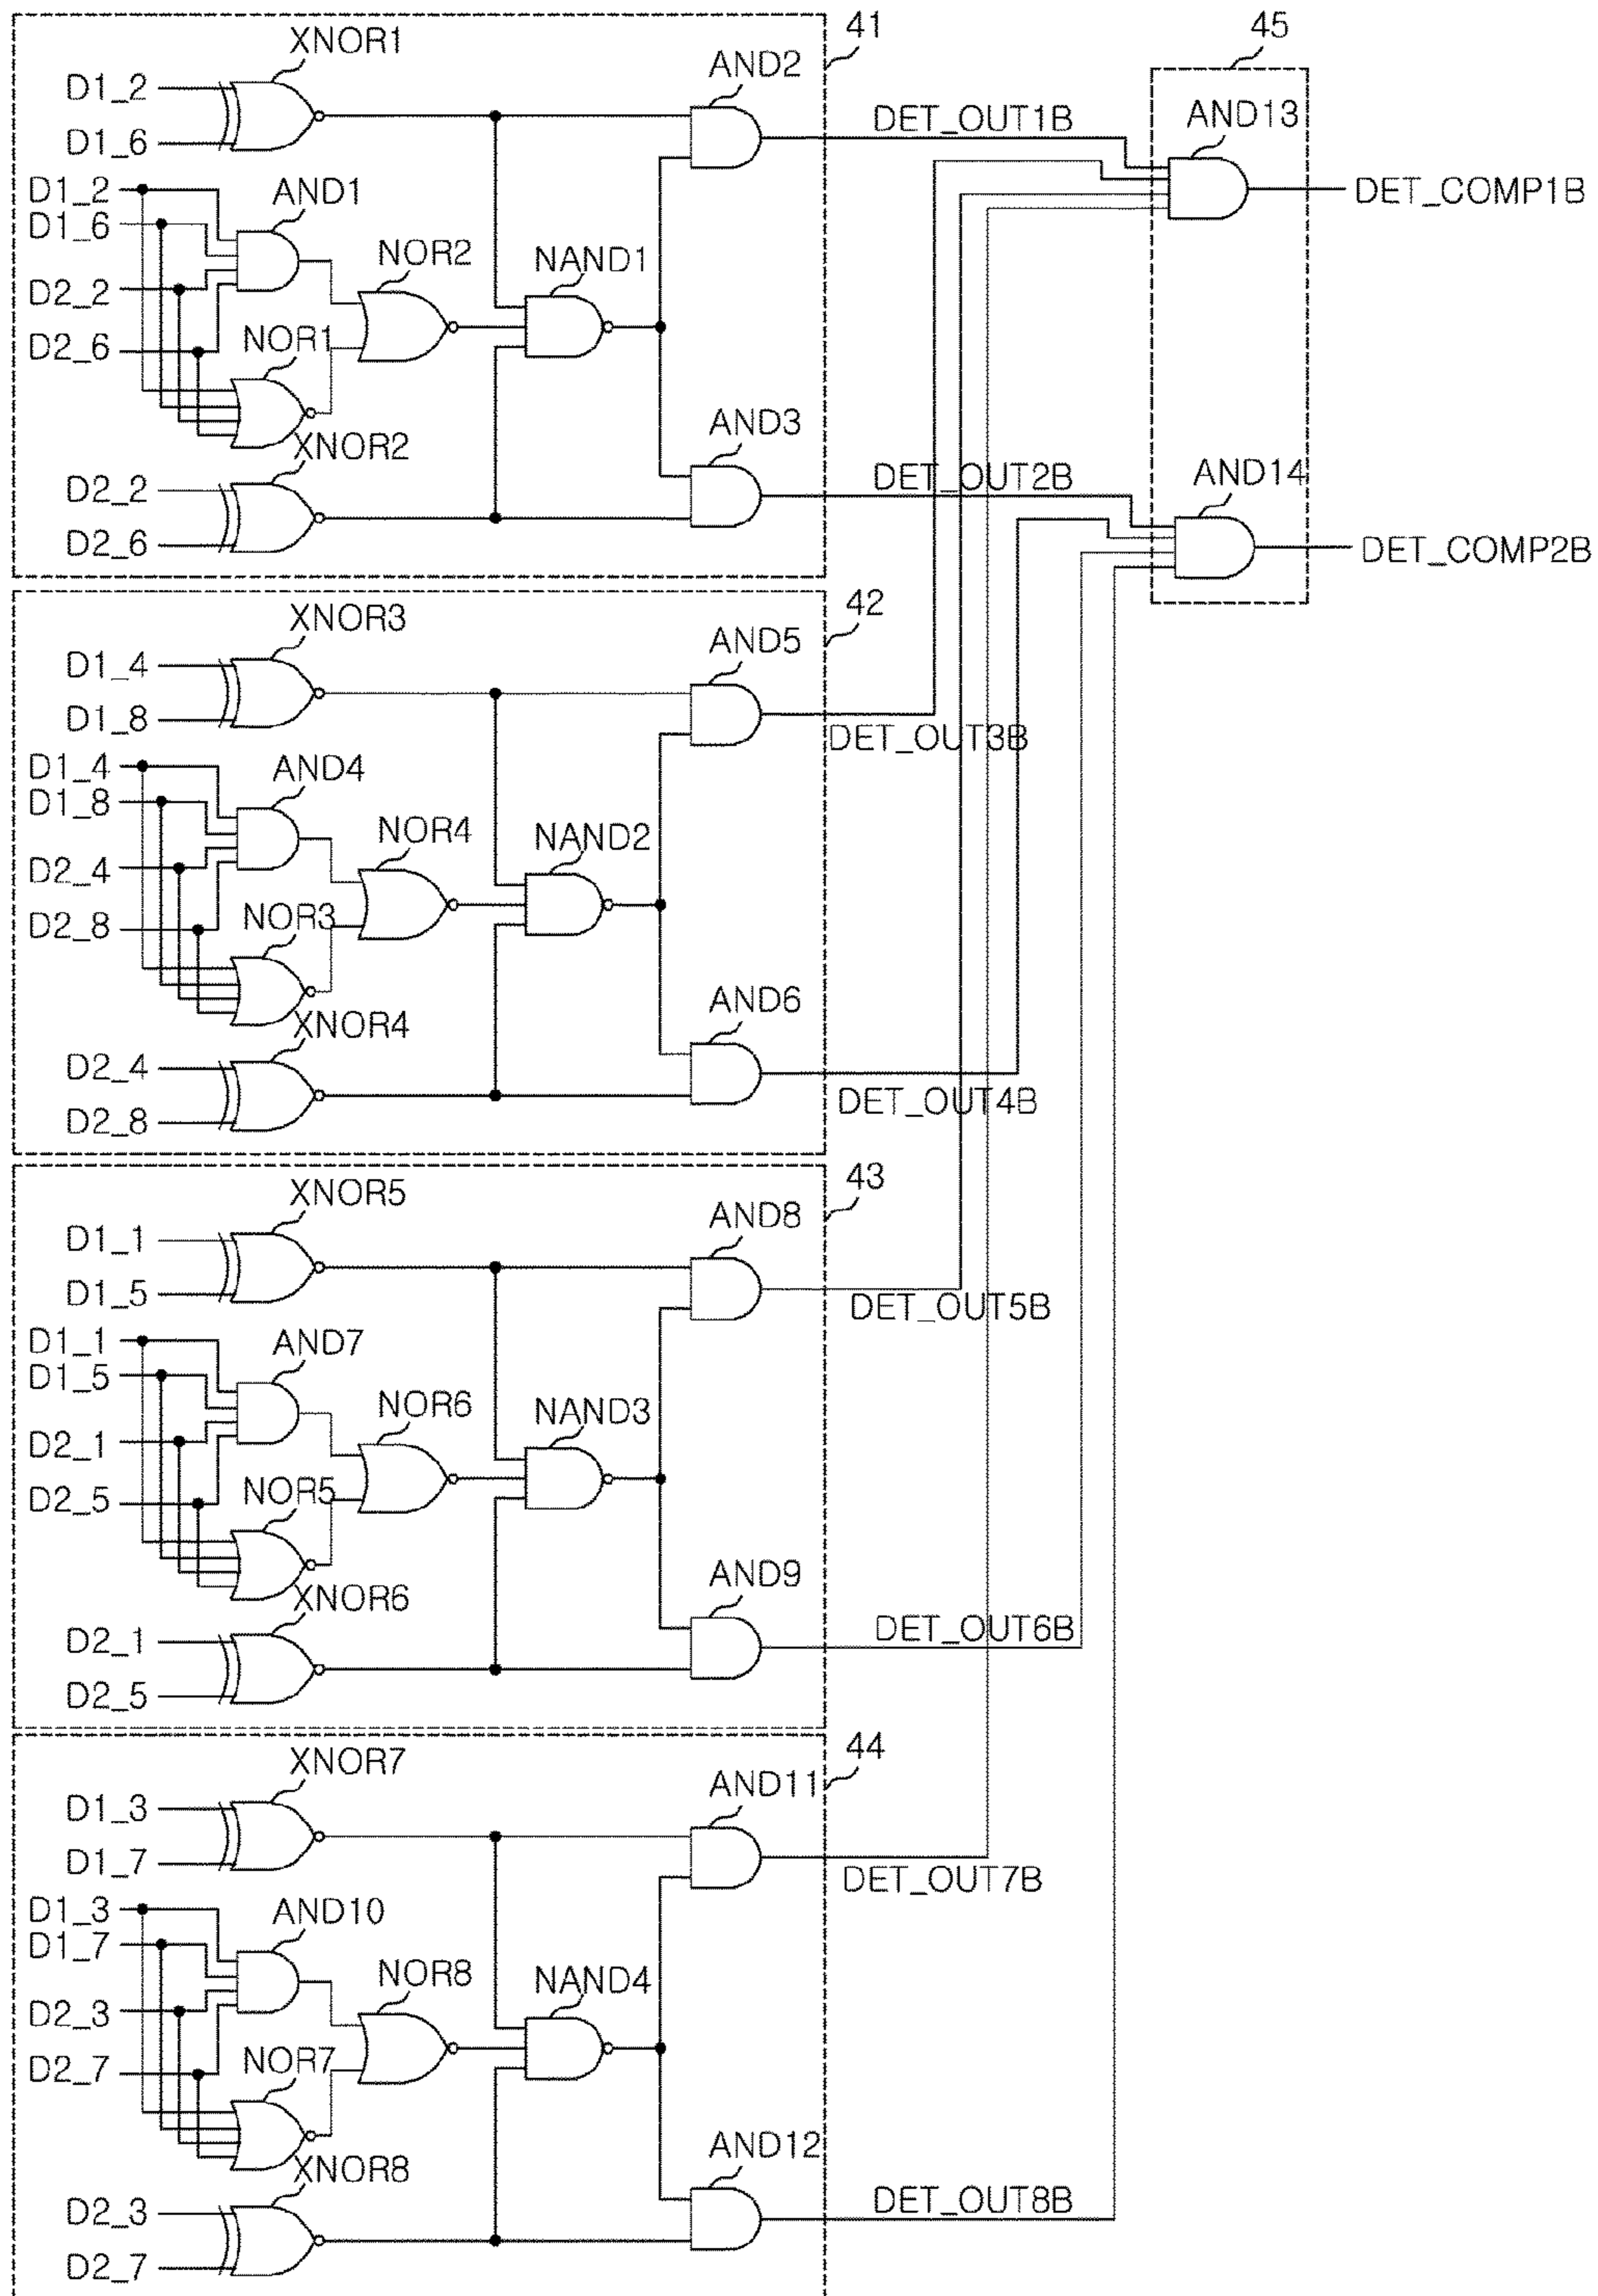 41
XNOR1
D1_2
D1_6
AND2
DET_OUT1B
D1_2
D1_6
D2_2
D2_6
AND1
NOR1
NOR2
NAND1
XNOR2
D2_2
D2_6
AND3
DET_OUT2B
45
AND13
DET_COMP1B
AND14
DET_COMP2B
42
XNOR3
D1_4
D1_8
AND5
DET_OUT3B
D1_4
D1_8
D2_4
D2_8
AND4
NOR3
NOR4
NAND2
XNOR4
D2_4
D2_8
AND6
DET_OUT4B
43
XNOR5
D1_1
D1_5
AND8
DET_OUT5B
D1_1
D1_5
D2_1
D2_5
AND7
NOR5
NOR6
NAND3
XNOR6
D2_1
D2_5
AND9
DET_OUT6B
44
XNOR7
D1_3
D1_7
AND11
DET_OUT7B
D1_3
D1_7
D2_3
D2_7
AND10
NOR7
NOR8
NAND4
XNOR8
D2_3
D2_7
AND12
DET_OUT8B